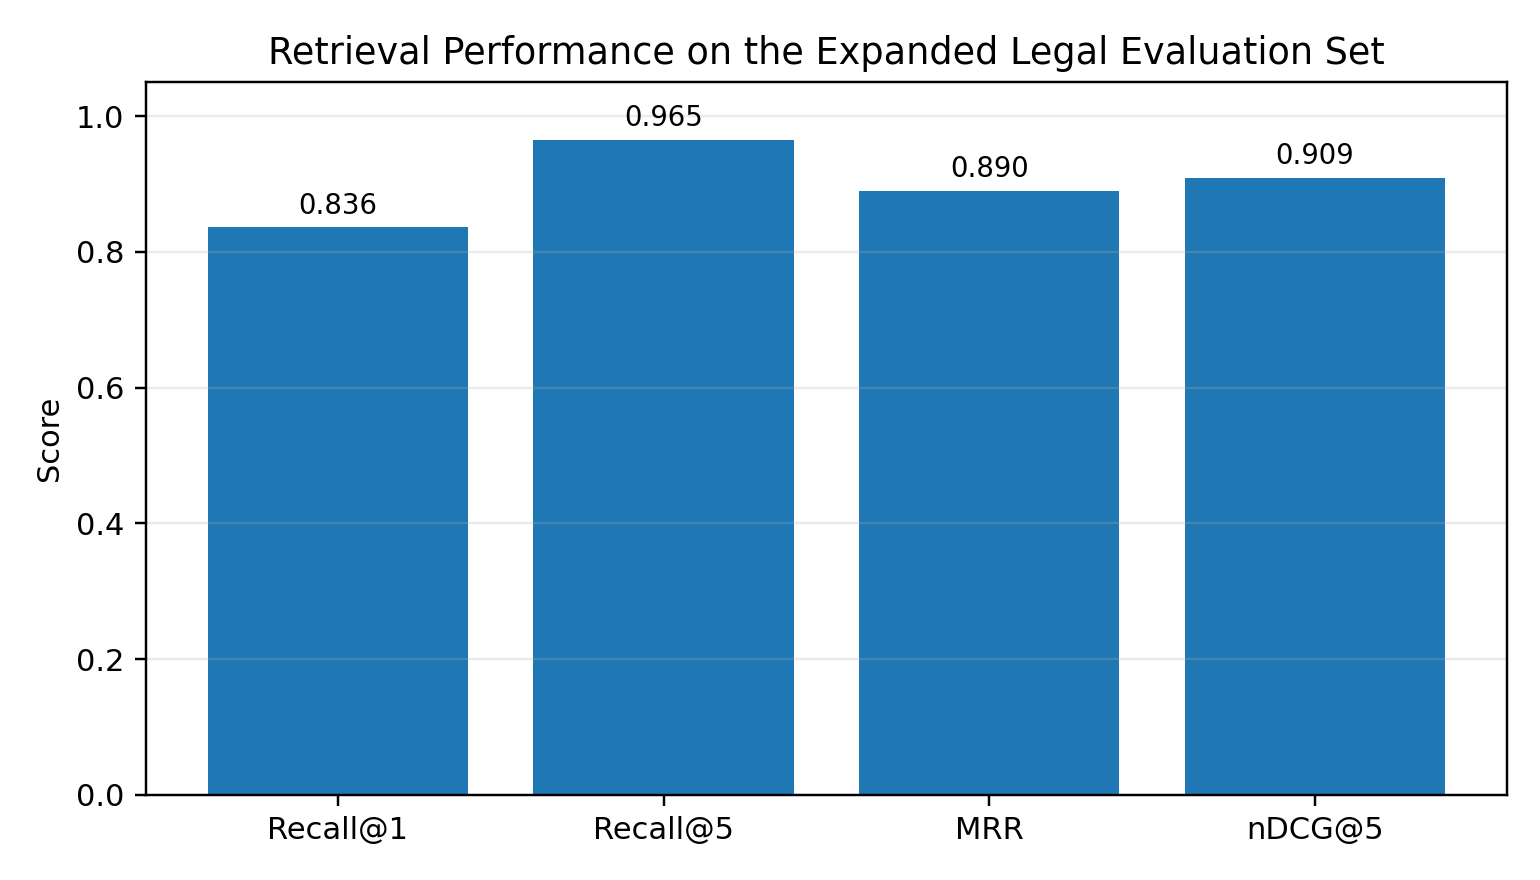 Retrieval Performance on the Expanded Legal Evaluation Set
1.0
0.8
0.6
0.4
0.2
0.0
Score
0.836
0.965
0.890
0.909
Recall@1
Recall@5
MRR
nDCG@5